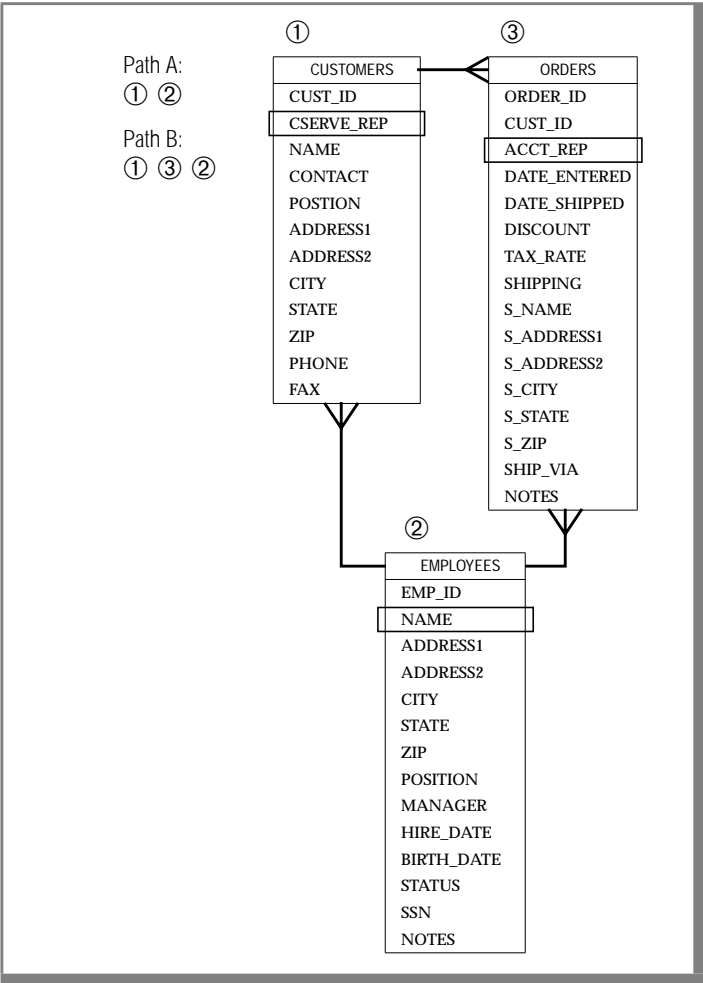 Path A:
① ②
Path B:
① ③ ②
①
CUSTOMERS
CUST_ID
CSERVE_REP
NAME
CONTACT
POSTION
ADDRESS1
ADDRESS2
CITY
STATE
ZIP
PHONE
FAX
③
ORDERS
ORDER_ID
CUST_ID
ACCT_REP
DATE_ENTERED
DATE_SHIPPED
DISCOUNT
TAX_RATE
SHIPPING
S_NAME
S_ADDRESS1
S_ADDRESS2
S_CITY
S_STATE
S_ZIP
SHIP_VIA
NOTES
②
EMPLOYEES
EMP_ID
NAME
ADDRESS1
ADDRESS2
CITY
STATE
ZIP
POSITION
MANAGER
HIRE_DATE
BIRTH_DATE
STATUS
SSN
NOTES